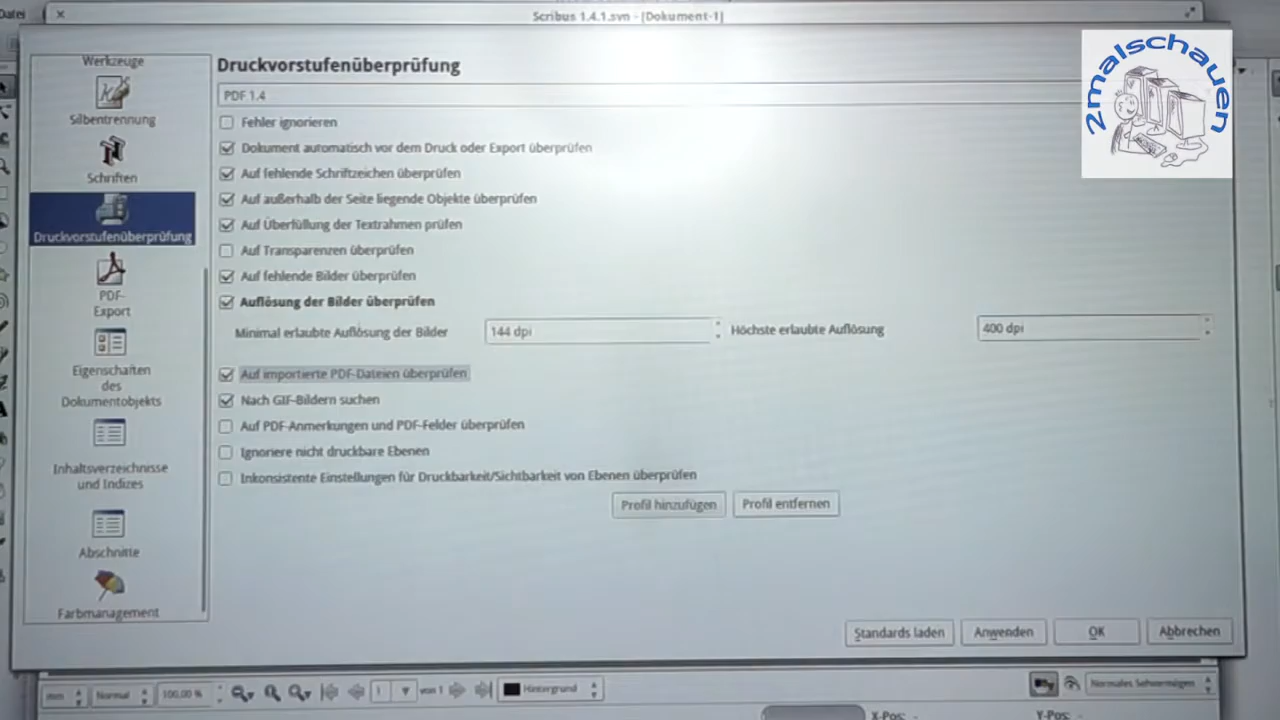 Datei
Scribus 1.4.1.svn - [Dokument-1]
2malschauen
Werkzeuge
Silbentrennung
Schriften
Druckvorstufenüberprüfung
PDF-
Export
Eigenschaften
des
Dokumentobjekts
Inhaltsverzeichnisse
und Indizes
Abschnitte
Farbmanagement
Druckvorstufenüberprüfung
PDF 1.4
Fehler ignorieren
Dokument automatisch vor dem Druck oder Export überprüfen
Auf fehlende Schriftzeichen überprüfen
Auf außerhalb der Seite liegende Objekte überprüfen
Auf Überfüllung der Textrahmen prüfen
Auf Transparenzen überprüfen
Auf fehlende Bilder überprüfen
Auflösung der Bilder überprüfen
Minimal erlaubte Auflösung der Bilder 144 dpi Höchste erlaubte Auflösung 400 dpi
Auf importierte PDF-Dateien überprüfen
Nach GIF-Bildern suchen
Auf PDF-Anmerkungen und PDF-Felder überprüfen
Ignoriere nicht druckbare Ebenen
Inkonsistente Einstellungen für Druckbarkeit/Sichtbarkeit von Ebenen überprüfen
Profil hinzufügen Profil entfernen
Standards laden Anwenden OK Abbrechen
mm Normal 100,00 % 1 von 1 Hintergrund Normales Sehvermögen
X-Pos: - Y-Pos: -